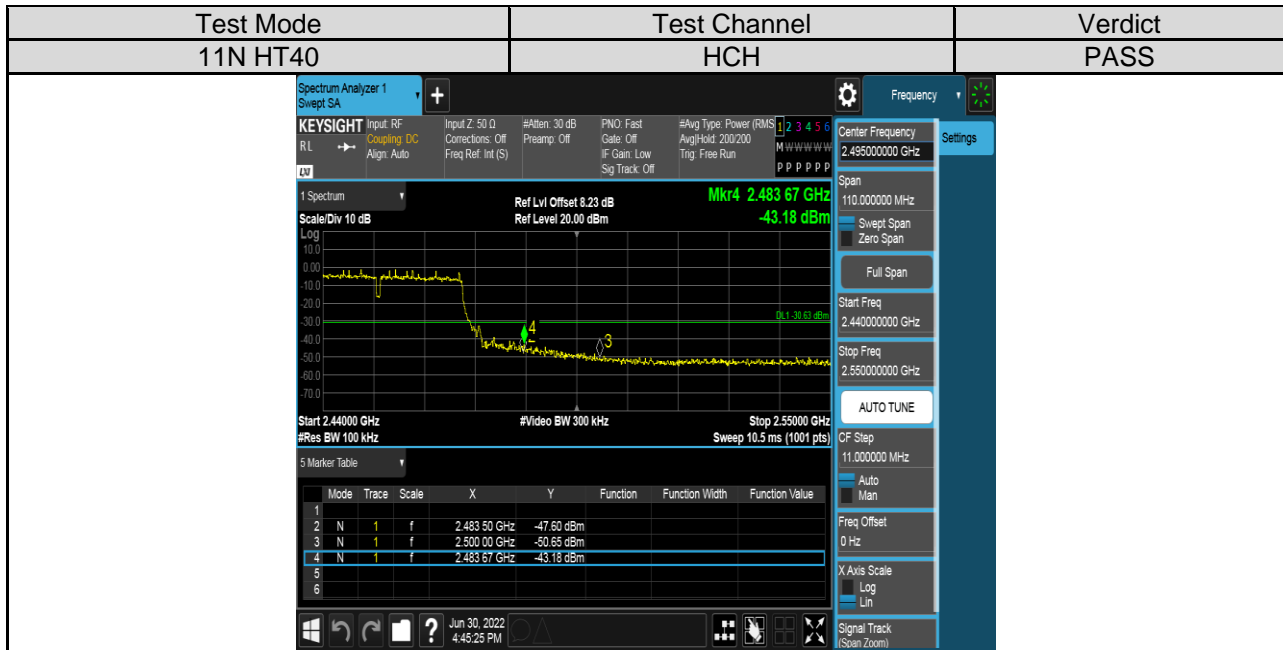 Test Mode Test Channel Verdict
11N HT40 HCH PASS
Spectrum Analyzer 1
Swept SA
+
Frequency
KEYSIGHT Input: RF Input Z: 50 Ω #Atten: 30 dB PNO: Fast #Avg Type: Power (RMS 1 2 3 4 5 6
RL Coupling: DC Corrections: Off Preamp: Off Gate: Off Avg|Hold: 200/200 M W W W W W
Align: Auto Freq Ref: Int (S) IF Gain: Low Trig: Free Run
LXI Sig Track: Off P P P P P P
1 Spectrum
Ref Lvl Offset 8.23 dB
Mkr4 2.483 67 GHz
Scale/Div 10 dB Ref Level 20.00 dBm -43.18 dBm
Log
10.0
0.00
-10.0
-20.0
-30.0
DL1 -30.63 dBm
-40.0
4
3
-50.0
-60.0
-70.0
Start 2.44000 GHz #Video BW 300 kHz Stop 2.55000 GHz
#Res BW 100 kHz Sweep 10.5 ms (1001 pts)
5 Marker Table
Mode Trace Scale X Y Function Function Width Function Value
1
2 N 1 f 2.483 50 GHz -47.60 dBm
3 N 1 f 2.500 00 GHz -50.65 dBm
4 N 1 f 2.483 67 GHz -43.18 dBm
5
6
?
Jun 30, 2022
4:45:25 PM
Center Frequency
2.495000000 GHz
Settings
Span
110.000000 MHz
Swept Span
Zero Span
Full Span
Start Freq
2.440000000 GHz
Stop Freq
2.550000000 GHz
AUTO TUNE
CF Step
11.000000 MHz
Auto
Man
Freq Offset
0 Hz
X Axis Scale
Log
Lin
Signal Track
(Span Zoom)